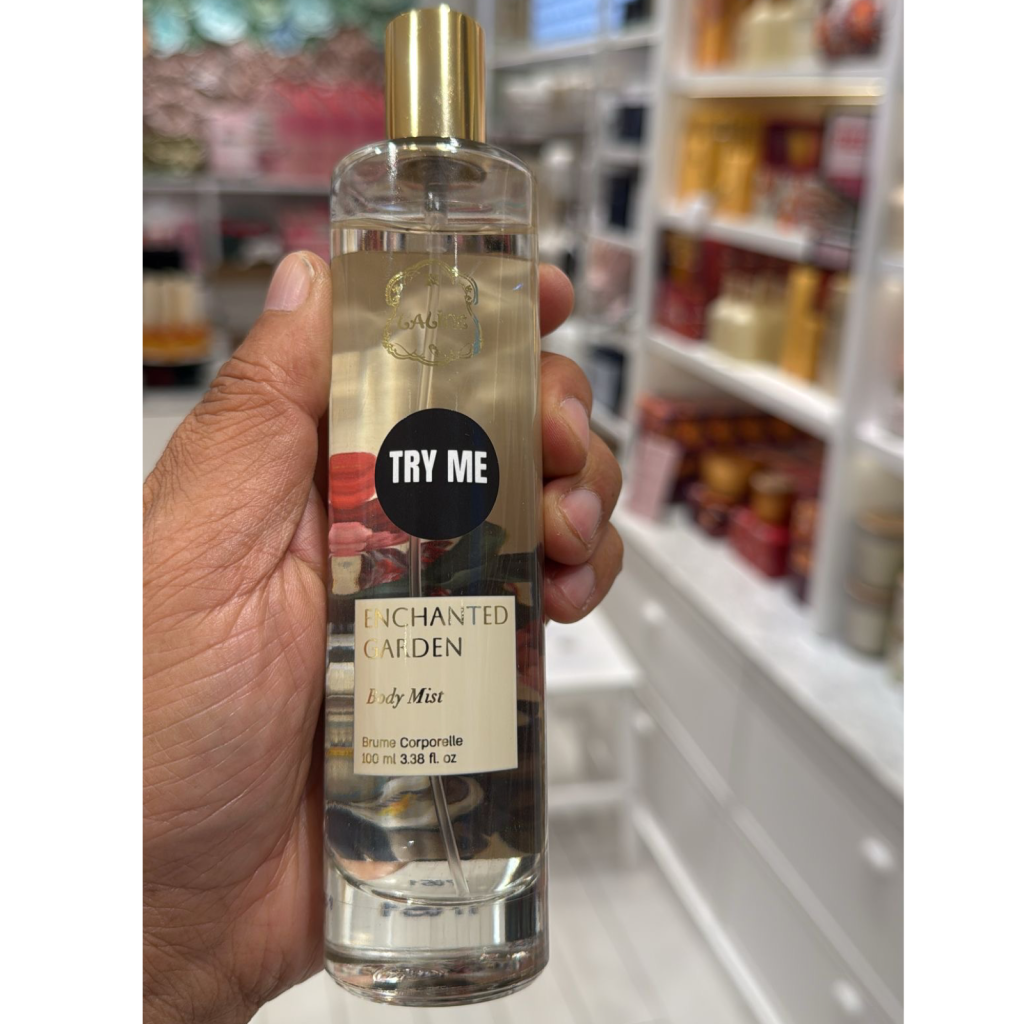 TRY ME
ENCHANTED
GARDEN
Body Mist
Brume Corporelle
100 ml 3.38 fl. oz